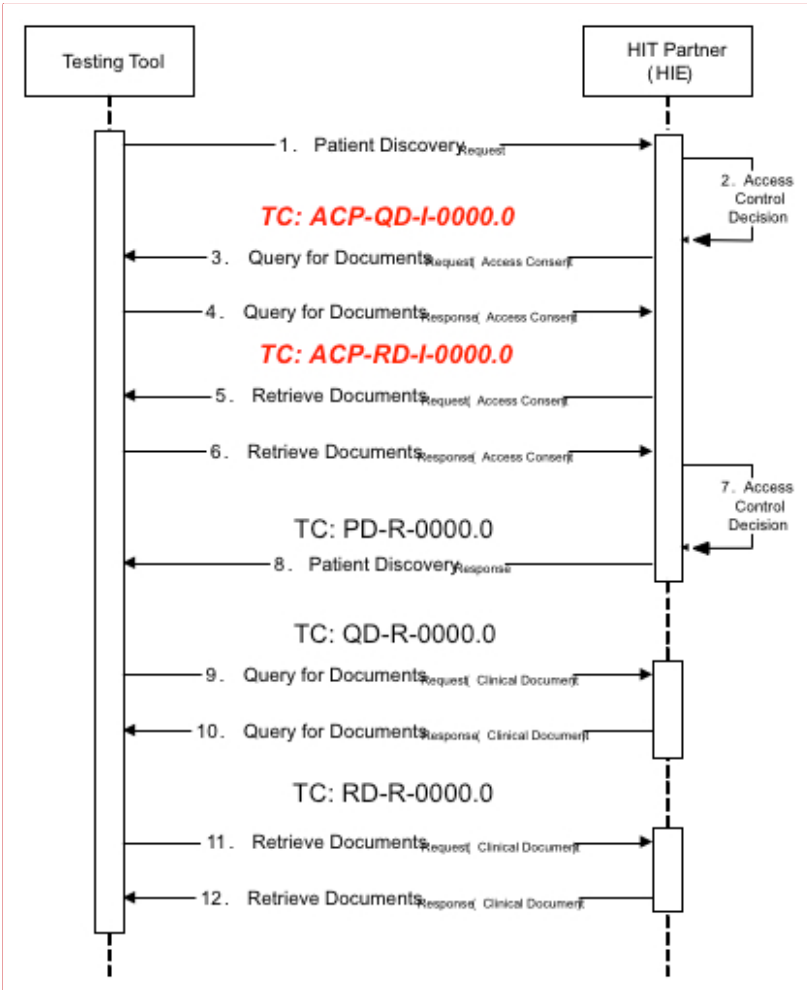 Testing Tool
HIT Partner
(HIE)
1. Patient Discovery Request
2. Access
Control
Decision
TC: ACP-QD-I-0000.0
3. Query for Documents Request( Access Consent
4. Query for Documents Response( Access Consent
TC: ACP-RD-I-0000.0
5. Retrieve Documents Request( Access Consent
6. Retrieve Documents Response( Access Consent
7. Access
Control
Decision
TC: PD-R-0000.0
8. Patient Discovery Response
TC: QD-R-0000.0
9. Query for Documents Request( Clinical Document
10. Query for Documents Response( Clinical Document
TC: RD-R-0000.0
11. Retrieve Documents Request( Clinical Document
12. Retrieve Documents Response( Clinical Document